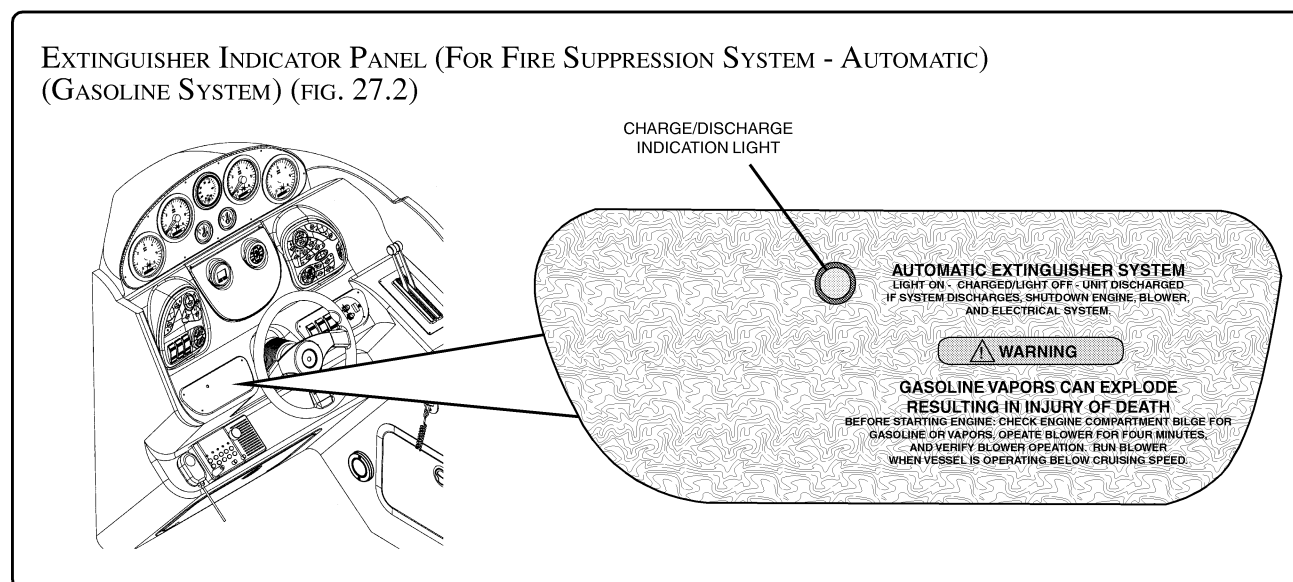 EXTINGUISHER INDICATOR PANEL (FOR FIRE SUPPRESSION SYSTEM - AUTOMATIC)
(GASOLINE SYSTEM) (FIG. 27.2)
CHARGE/DISCHARGE
INDICATION LIGHT
AUTOMATIC EXTINGUISHER SYSTEM
LIGHT ON - CHARGED/LIGHT OFF - UNIT DISCHARGED
IF SYSTEM DISCHARGES, SHUTDOWN ENGINE, BLOWER,
AND ELECTRICAL SYSTEM.
WARNING
GASOLINE VAPORS CAN EXPLODE
RESULTING IN INJURY OF DEATH
BEFORE STARTING ENGINE: CHECK ENGINE COMPARTMENT BILGE FOR
GASOLINE OR VAPORS, OPEATE BLOWER FOR FOUR MINUTES,
AND VERIFY BLOWER OPEATION. RUN BLOWER
WHEN VESSEL IS OPERATING BELOW CRUISING SPEED.